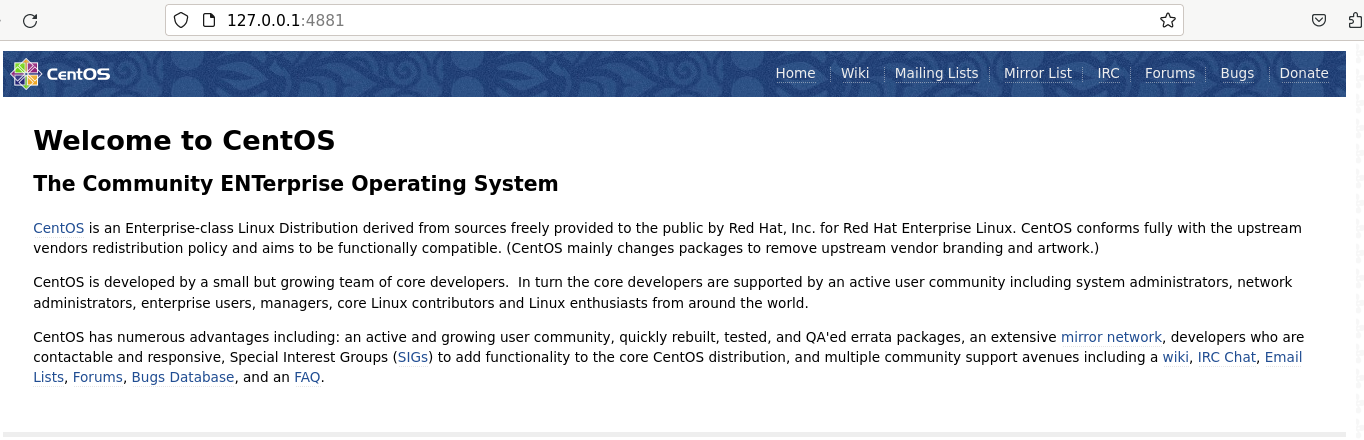 127.0.0.1:4881
CentOS
Home Wiki Mailing Lists Mirror List IRC Forums Bugs Donate
Welcome to CentOS
The Community ENTerprise Operating System
CentOS is an Enterprise-class Linux Distribution derived from sources freely provided to the public by Red Hat, Inc. for Red Hat Enterprise Linux. CentOS conforms fully with the upstream
vendors redistribution policy and aims to be functionally compatible. (CentOS mainly changes packages to remove upstream vendor branding and artwork.)
CentOS is developed by a small but growing team of core developers.  In turn the core developers are supported by an active user community including system administrators, network
administrators, enterprise users, managers, core Linux contributors and Linux enthusiasts from around the world.
CentOS has numerous advantages including: an active and growing user community, quickly rebuilt, tested, and QA'ed errata packages, an extensive mirror network, developers who are
contactable and responsive, Special Interest Groups (SIGs) to add functionality to the core CentOS distribution, and multiple community support avenues including a wiki, IRC Chat, Email
Lists, Forums, Bugs Database, and an FAQ.